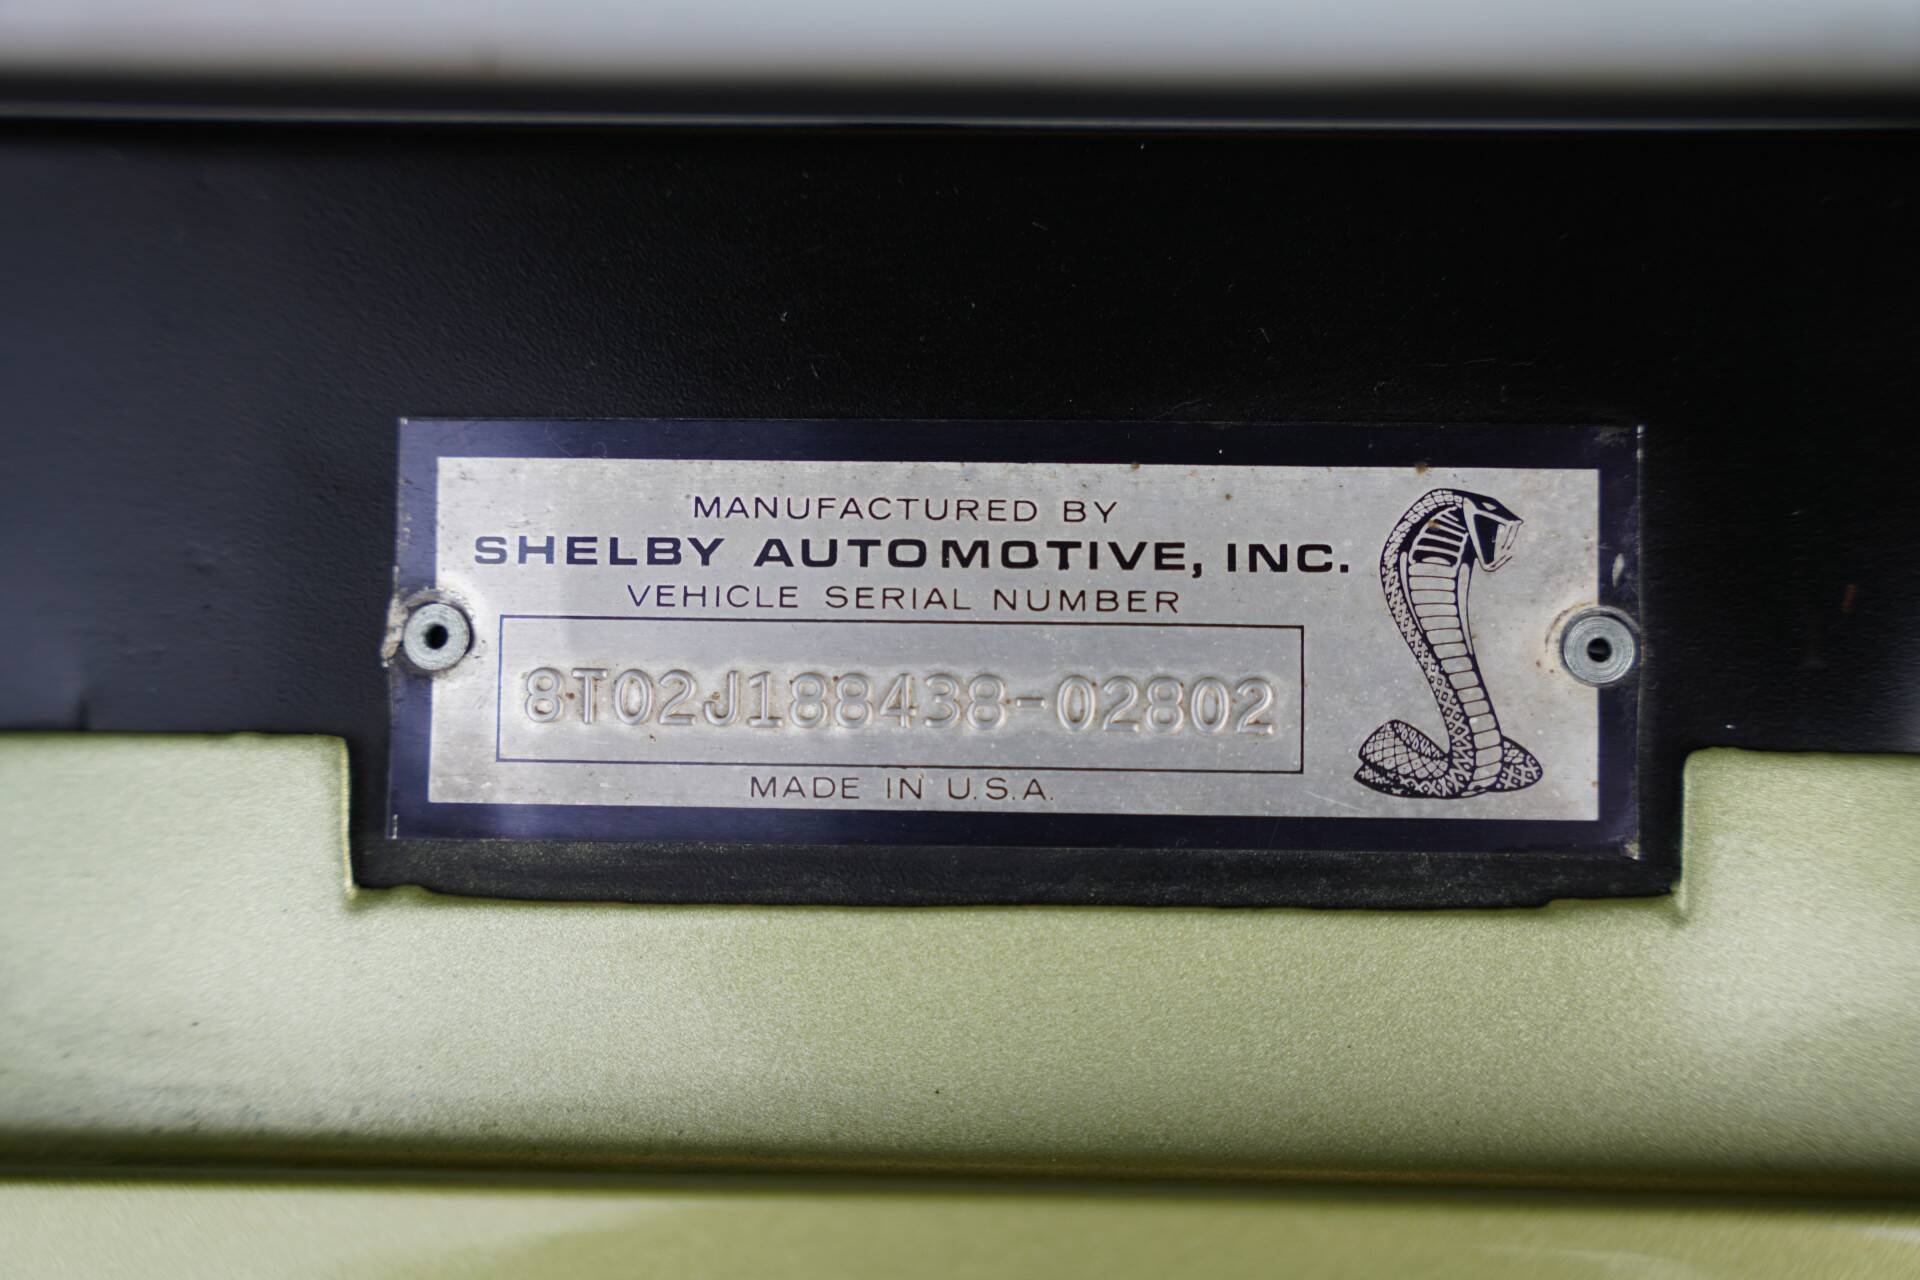 MANUFACTURED BY
SHELBY AUTOMOTIVE, INC.
VEHICLE SERIAL NUMBER
8T02J188438-02802
MADE IN U.S.A.